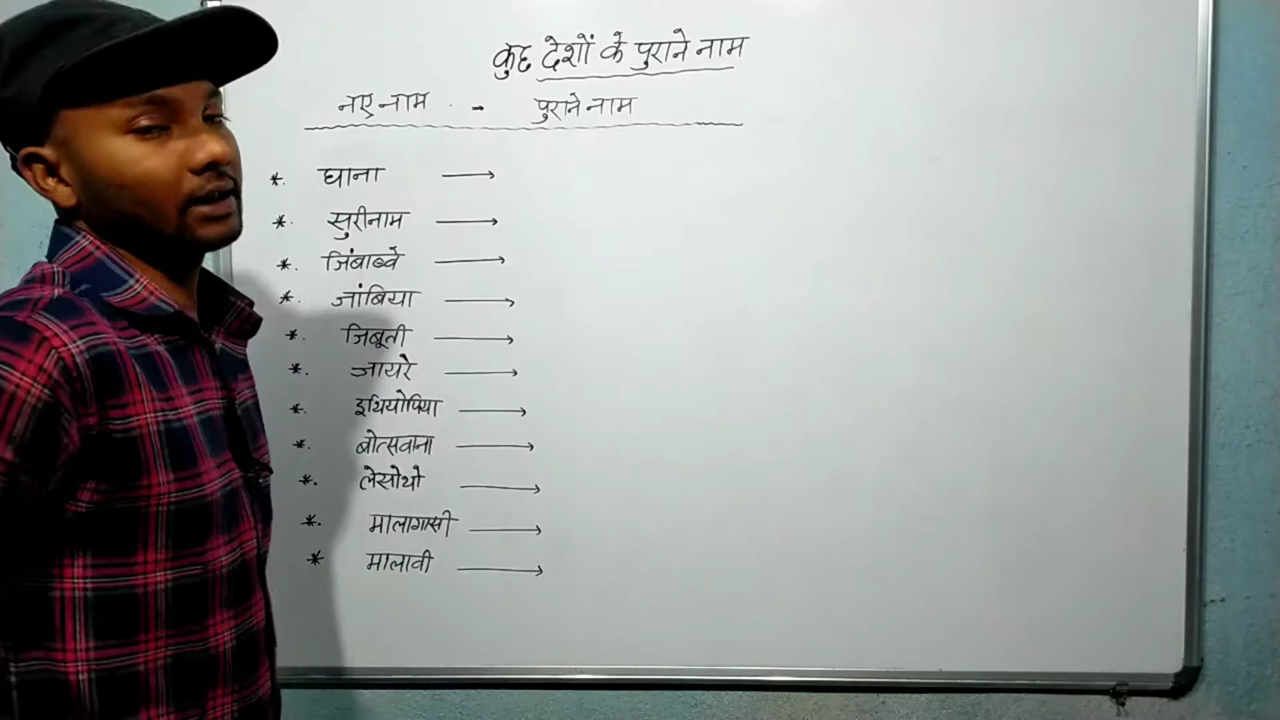 कुछ देशों के पुराने नाम
नए नाम - पुराने नाम
*. घाना →
*. सुरीनाम →
*. जिंबाब्वे →
*. जांबिया →
*. जिबूती →
*. जायरे →
*. इथियोपिया →
*. बोत्सवाना →
*. लेसोथो →
*. मालागासी →
* मालावी →